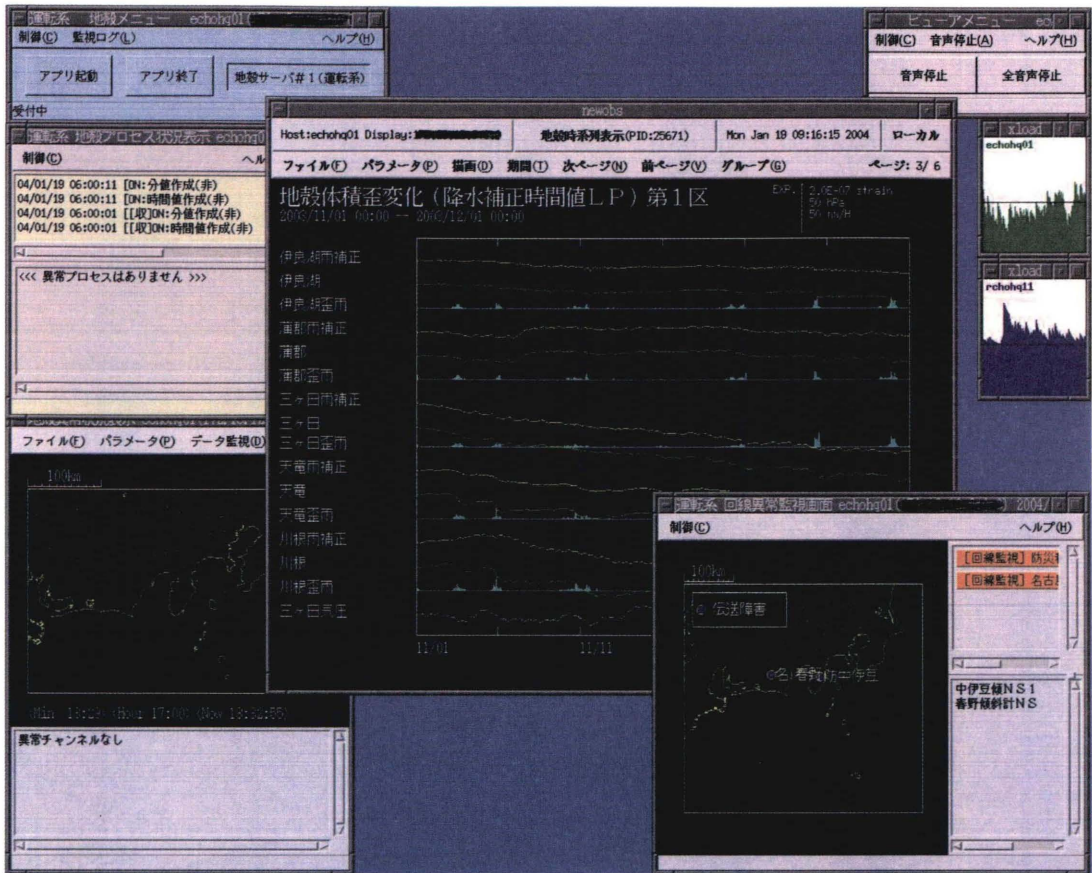 運転系 地殻メニュー echohq01(
制御(C) 監視ログ(L) ヘルプ(H)
アプリ起動 アプリ終了 地殻サーバ#1(運転系)
受付中
ビューアメニュー ec
制御(C) 音声停止(A) ヘルプ(H)
音声停止 全音声停止
運転系 地殻プロセス状況表示 echohq0
制御(C) ヘル
04/01/19 06:00:11 [ON:分値作成(非)
04/01/19 06:00:11 [ON:時間値作成(非)
04/01/19 06:00:01 [[収]ON:分値作成(非)
04/01/19 06:00:01 [[収]ON:時間値作成(非)
<<< 異常プロセスはありません >>>
newobs
Host:echohq01 Display: 地殻時系列表示(PID:25671) Mon Jan 19 09:16:15 2004 ローカル
ファイル(F) パラメータ(P) 描画(D) 期間(T) 次ページ(N) 前ページ(V) グループ(G) ページ: 3/ 6
地殻体積歪変化(降水補正時間値LP)第1区
2003/11/01 00:00 -- 2003/12/01 00:00
EXP. 2.0E-07 strain
50 hPa
50 mm/H
伊良湖雨補正
伊良湖
伊良湖歪雨
蒲郡雨補正
蒲郡
蒲郡歪雨
三ヶ日雨補正
三ヶ日
三ヶ日歪雨
天竜雨補正
天竜
天竜歪雨
川根雨補正
川根
川根歪雨
三ヶ日気圧
11/01 11/11
xload
echohq01
xload
rchohq11
ファイル(F) パラメータ(P) データ監視(D)
100km
異常チャンネルなし
運転系 回線異常監視画面 echohq01( ) 2004/
制御(C) ヘルプ(H)
100km
伝送障害
[回線監視] 防災
[回線監視] 名古屋
中伊豆傾NS1
春野傾斜計NS